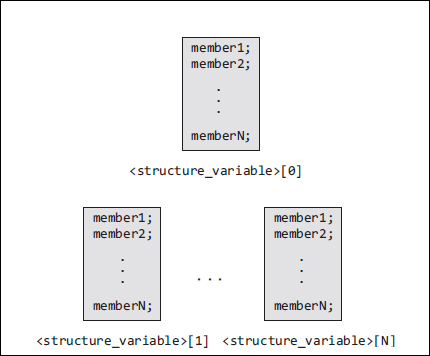 member1;
member2;
.
.
.
memberN;
<structure_variable>[0]
member1;
member2;
.
.
.
memberN;
...
member1;
member2;
.
.
.
memberN;
<structure_variable>[1] <structure_variable>[N]